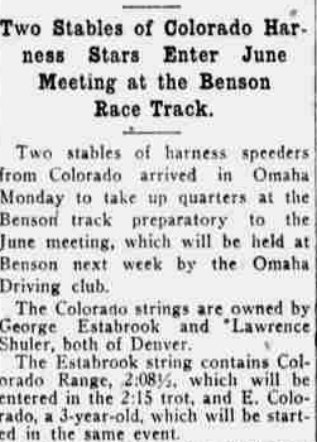 Two Stables of Colorado Har-
ness Stars Enter June
Meeting at the Benson
Race Track.
Two stables of harness speeders
from Colorado arrived in Omaha
Monday to take up quarters at the
Benson track preparatory to the
June meeting, which will be held at
Benson next week by the Omaha
Driving club.
The Colorado strings are owned by
George Estabrook and Lawrence
Shuler, both of Denver.
The Estabrook string contains Col-
orado Range, 2:08½, which will be
entered in the 2:15 trot, and E. Colo-
rado, a 3-year-old, which will be start-
ed in the same event.